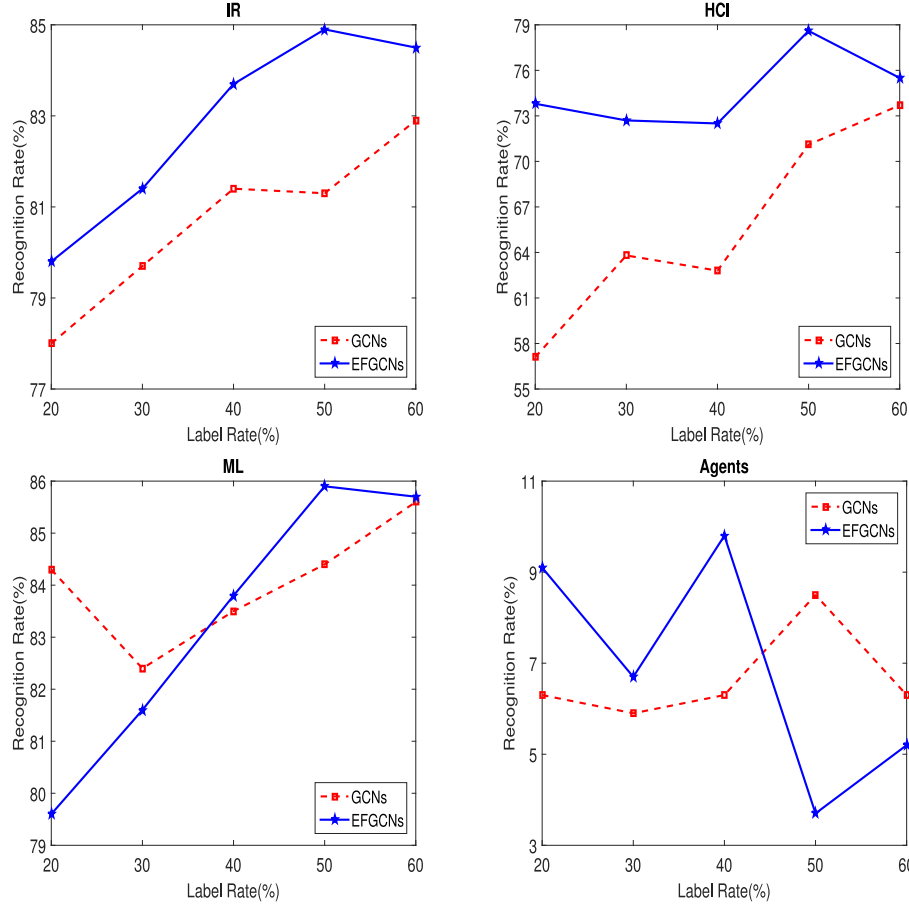 IR
Recognition Rate(%)
85
83
81
79
77
GCNs
EFGCNs
20 30 40 50 60
Label Rate(%)
HCI
Recognition Rate(%)
79
76
73
70
67
64
61
58
55
GCNs
EFGCNs
20 30 40 50 60
Label Rate(%)
ML
Recognition Rate(%)
86
85
84
83
82
81
80
79
GCNs
EFGCNs
20 30 40 50 60
Label Rate(%)
Agents
Recognition Rate(%)
11
9
7
5
3
GCNs
EFGCNs
20 30 40 50 60
Label Rate(%)